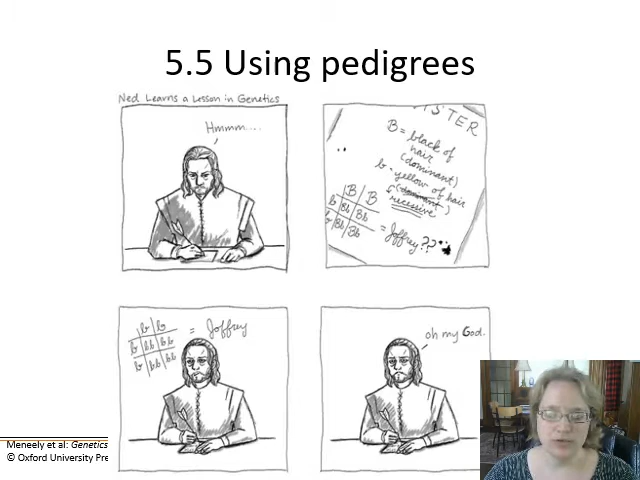 5.5 Using pedigrees
Ned Learns a Lesson in Genetics
Hmmm....
B = black of
hair
(dominant)
b - yellow of hair
recessive
B B
b Bb Bb
b Bb Bb
= Joffrey??
b b
b bb bb
b bb bb
= Joffrey
oh my God.
Meneely et al: Genetics
© Oxford University Pre